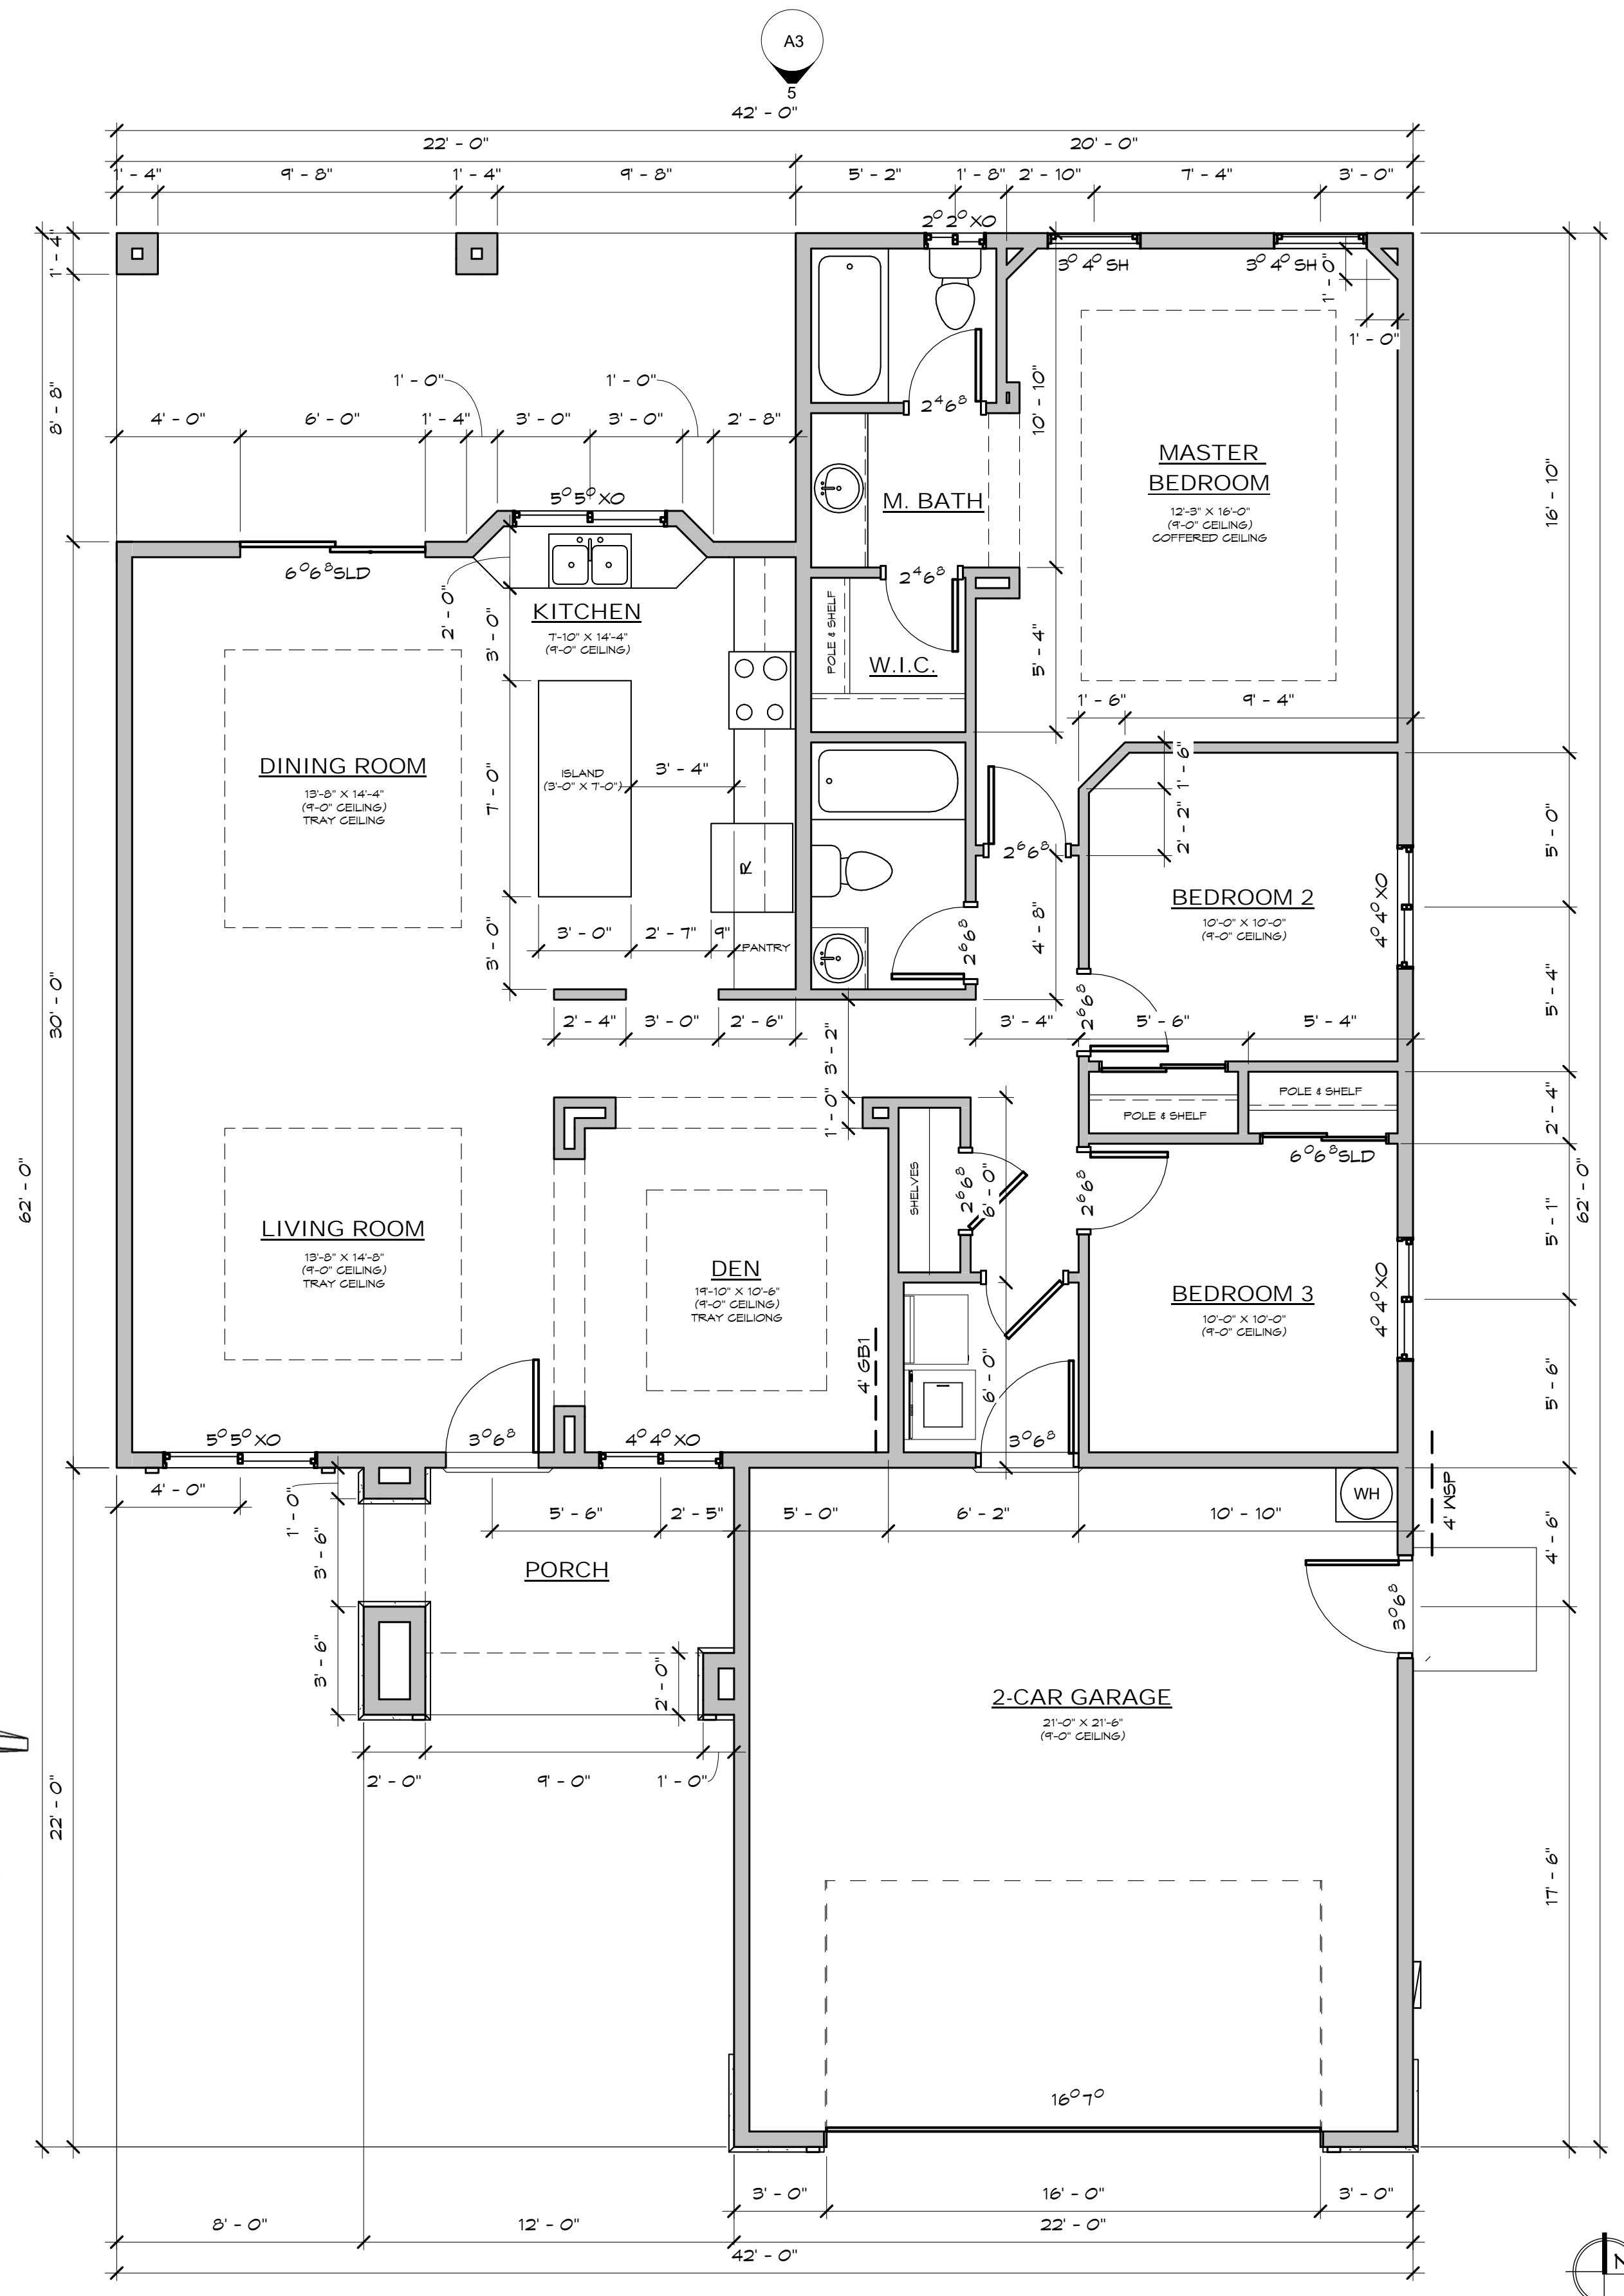 A3
5
42' - 0"
22' - 0"
20' - 0"
1' - 4"
9' - 8"
1' - 4"
9' - 8"
5' - 2"
1' - 8"
2' - 10"
7' - 4"
3' - 0"
2⁰ 2⁰ XO
3⁰ 4⁰ SH
3⁰ 4⁰ SH
1' - 0"
1' - 0"
1' - 4"
8' - 8"
1' - 0"
1' - 0"
4' - 0"
6' - 0"
1' - 4"
3' - 0"
3' - 0"
2' - 8"
2⁴6⁸
10' - 10"
MASTER
BEDROOM
12'-3" X 16'-0"
(9'-0" CEILING)
COFFERED CEILING
16' - 10"
M. BATH
5⁰5⁰ XO
6⁰6⁸SLD
2' - 0"
KITCHEN
7'-10" X 14'-4"
(9'-0" CEILING)
3' - 0"
2⁴6⁸
POLE & SHELF
W.I.C.
5' - 4"
1' - 6"
9' - 4"
1' - 6"
2' - 2"
DINING ROOM
13'-8" X 14'-4"
(9'-0" CEILING)
TRAY CEILING
7' - 0"
ISLAND
(3'-0" X 7'-0")
3' - 4"
R
2⁶6⁸
5' - 0"
BEDROOM 2
10'-0" X 10'-0"
(9'-0" CEILING)
4⁰4⁰ XO
3' - 0"
3' - 0"
2' - 7"
9"
PANTRY
2⁶6⁸
4' - 8"
5' - 4"
30' - 0"
2' - 4"
3' - 0"
2' - 6"
3' - 2"
3' - 4"
2⁶6⁸
5' - 6"
5' - 4"
1' - 0"
POLE & SHELF
POLE & SHELF
2' - 4"
6⁰6⁸SLD
62' - 0"
62' - 0"
LIVING ROOM
13'-8" X 14'-8"
(9'-0" CEILING)
TRAY CEILING
DEN
19'-10" X 10'-6"
(9'-0" CEILING)
TRAY CEILIONG
SHELVES
2⁶6⁸
6' - 0"
2⁶6⁸
5' - 1"
BEDROOM 3
10'-0" X 10'-0"
(9'-0" CEILING)
4⁰4⁰ XO
4' GB1
6' - 0"
5' - 6"
5⁰5⁰ XO
3⁰6⁸
4⁰4⁰ XO
3⁰6⁸
4' - 0"
1' - 0"
5' - 6"
2' - 5"
5' - 0"
6' - 2"
10' - 10"
WH
4' WSP
4' - 6"
3' - 6"
PORCH
3⁰6⁸
3' - 6"
2' - 0"
2-CAR GARAGE
21'-0" X 21'-6"
(9'-0" CEILING)
2' - 0"
9' - 0"
1' - 0"
22' - 0"
17' - 6"
16⁰7⁰
3' - 0"
16' - 0"
3' - 0"
8' - 0"
12' - 0"
22' - 0"
42' - 0"